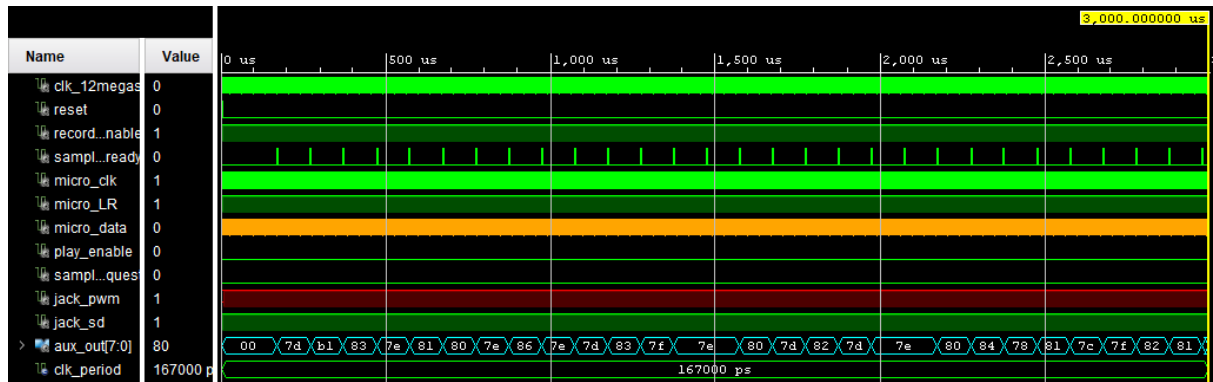 3,000.000000 us
Name Value 0 us 500 us 1,000 us 1,500 us 2,000 us 2,500 us
clk_12megas 0
reset 0
record...nable 1
sampl...ready 0
micro_clk 1
micro_LR 1
micro_data 0
play_enable 0
sampl...ques 0
jack_pwm 1
jack_sd 1
> aux_out[7:0] 80 00 7d b1 83 7e 81 80 7e 86 7e 7d 83 7f 7e 80 7d 82 7d 7e 80 84 78 81 7c 7f 82 81
clk_period 167000 p 167000 ps